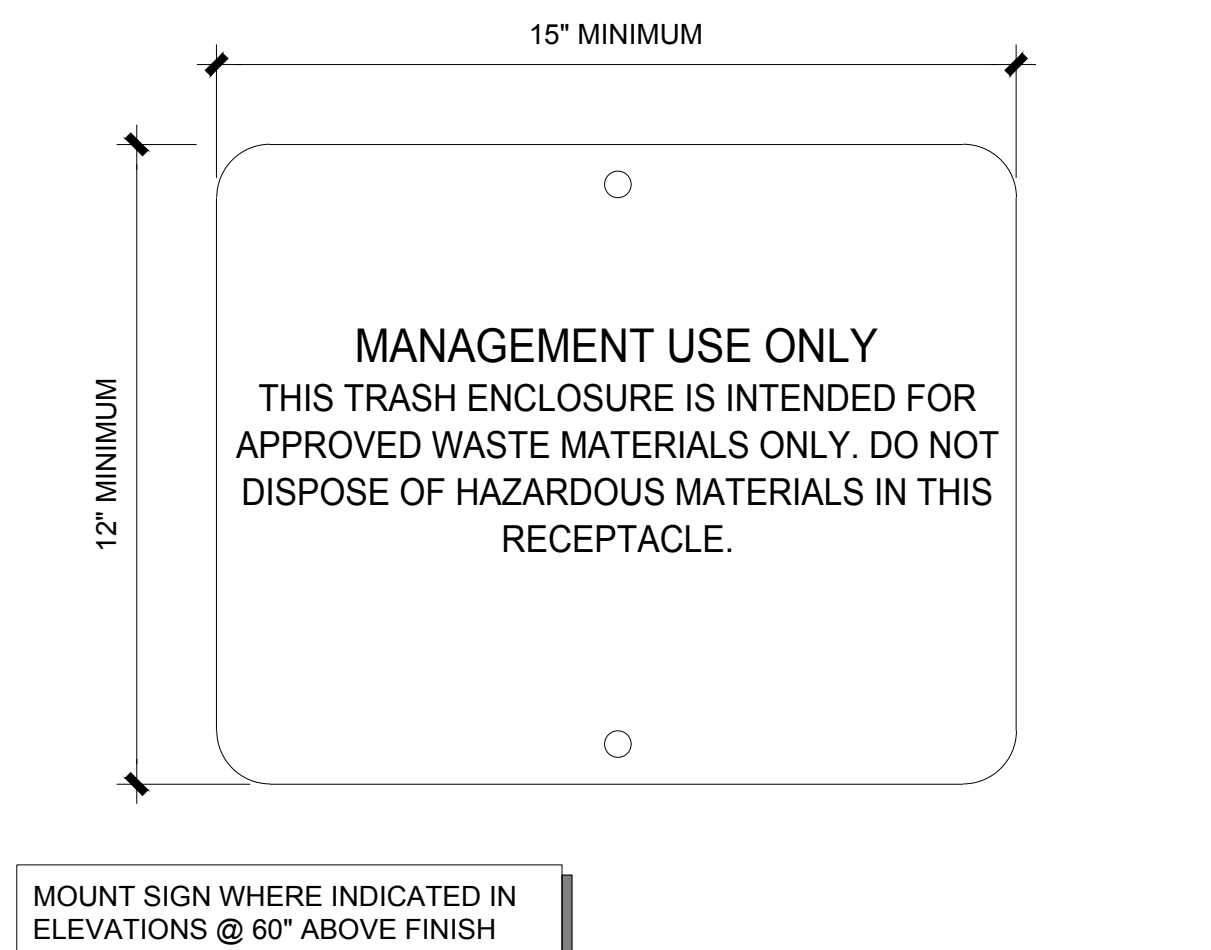 15" MINIMUM
12" MINIMUM
MANAGEMENT USE ONLY
THIS TRASH ENCLOSURE IS INTENDED FOR
APPROVED WASTE MATERIALS ONLY. DO NOT
DISPOSE OF HAZARDOUS MATERIALS IN THIS
RECEPTACLE.
MOUNT SIGN WHERE INDICATED IN
ELEVATIONS @ 60" ABOVE FINISH